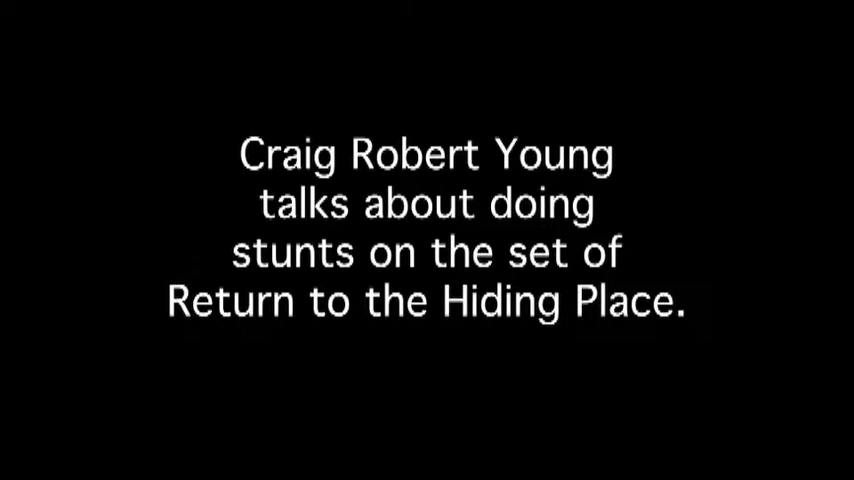 Craig Robert Young
talks about doing
stunts on the set of
Return to the Hiding Place.